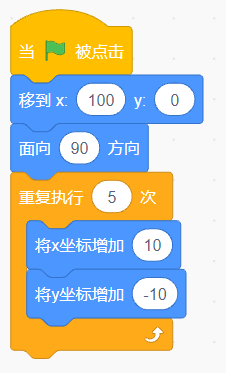 当 被点击
移到 x: 100 y: 0
面向 90 方向
重复执行 5 次
将x坐标增加 10
将y坐标增加 -10